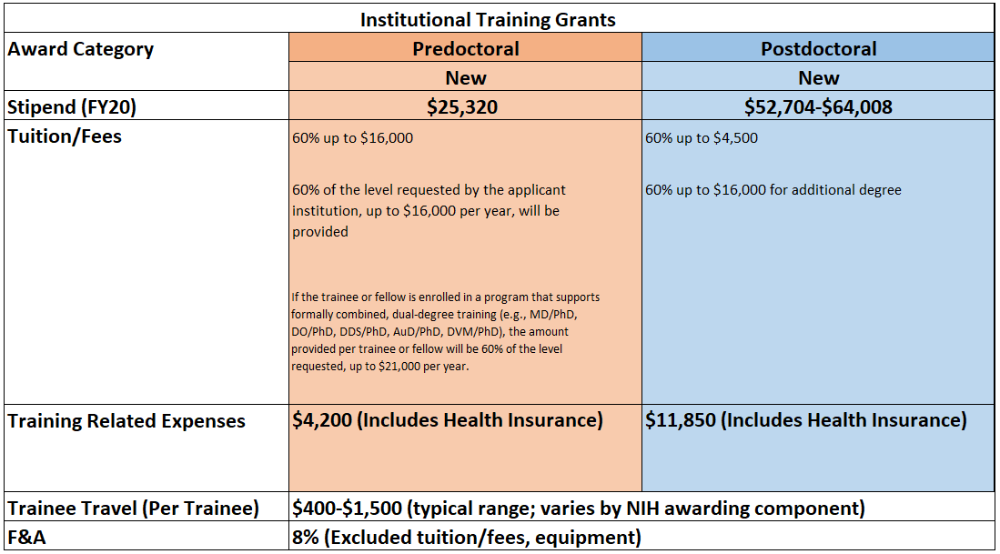 Institutional Training Grants
Award Category
Predoctoral
Postdoctoral
New
New
Stipend (FY20)
$25,320
$52,704-$64,008
Tuition/Fees
60% up to $16,000
60% of the level requested by the applicant
institution, up to $16,000 per year, will be
provided
If the trainee or fellow is enrolled in a program that supports
formally combined, dual-degree training (e.g., MD/PhD,
DO/PhD, DDS/PhD, AuD/PhD, DVM/PhD), the amount
provided per trainee or fellow will be 60% of the level
requested, up to $21,000 per year.
60% up to $4,500
60% up to $16,000 for additional degree
Training Related Expenses
$4,200 (Includes Health Insurance)
$11,850 (Includes Health Insurance)
Trainee Travel (Per Trainee)
$400-$1,500 (typical range; varies by NIH awarding component)
F&A
8% (Excluded tuition/fees, equipment)